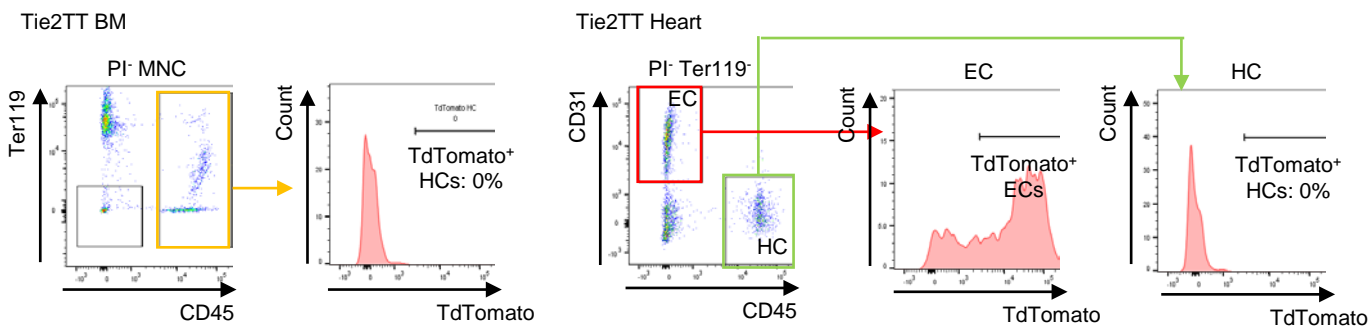 Tie2TT BM
Tie2TT Heart
PI- MNC
Ter119
CD45
Count
TdTomato HC
0
TdTomato+
HCs: 0%
TdTomato
PI- Ter119-
CD31
EC
HC
CD45
EC
Count
TdTomato+
ECs
TdTomato
HC
Count
TdTomato+
HCs: 0%
TdTomato